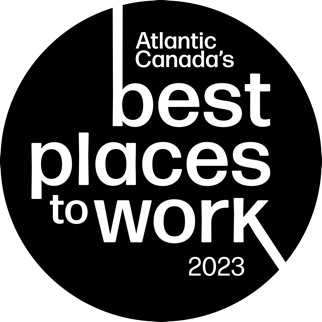 Atlantic
Canada's
best
places
to work
2023